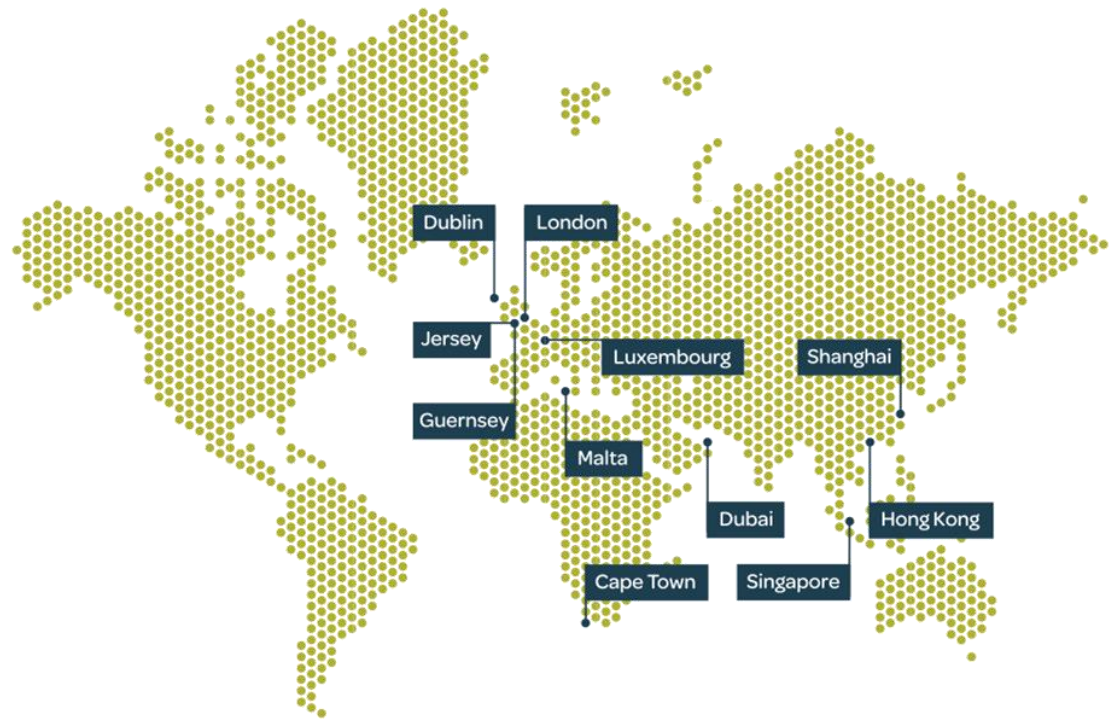 Dublin
London
Jersey
Luxembourg
Shanghai
Guernsey
Malta
Dubai
Hong Kong
Cape Town
Singapore